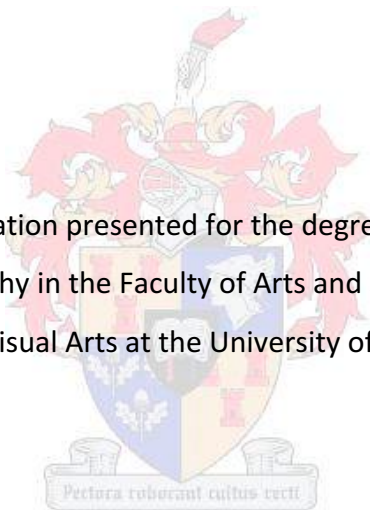 ation presented for the degre
hy in the Faculty of Arts and
isual Arts at the University of
Pectora roborant cultus recti